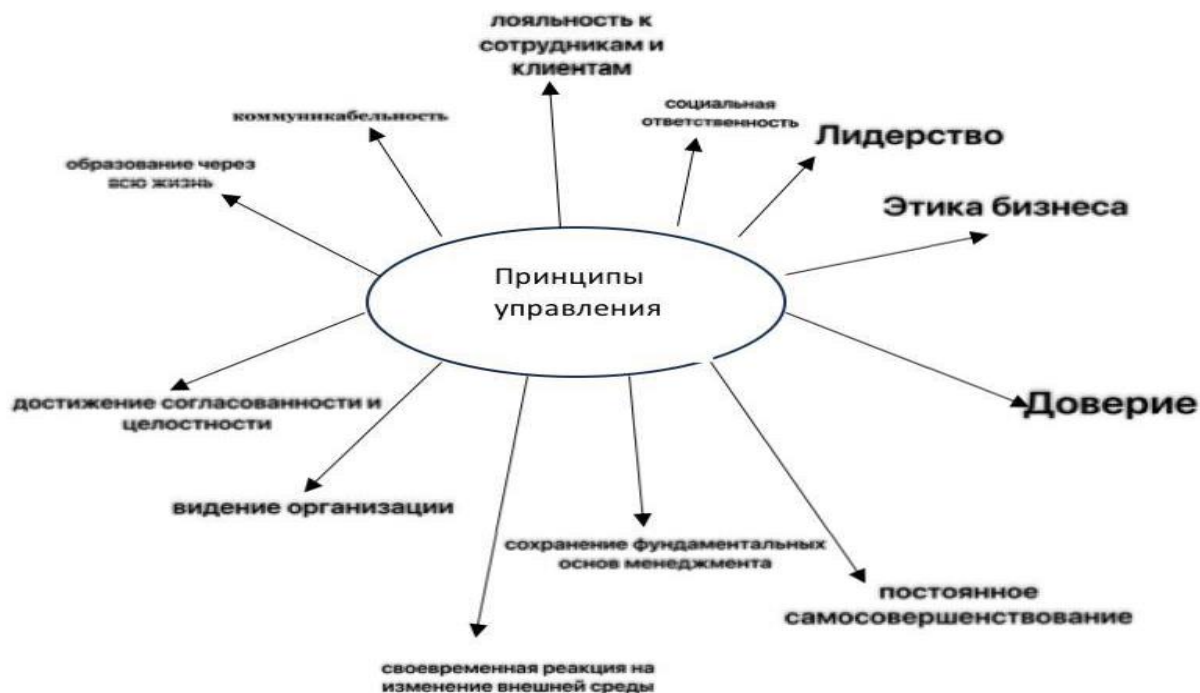 лояльность к
сотрудникам и
клиентам
социальная
ответственность
коммуникабельность
Лидерство
образование через
всю жизнь
Этика бизнеса
Принципы
управления
достижение согласованности и
целостности
Доверие
видение организации
сохранение фундаментальных
основ менеджмента
постоянное
самосовершенствование
своевременная реакция на
изменение внешней среды